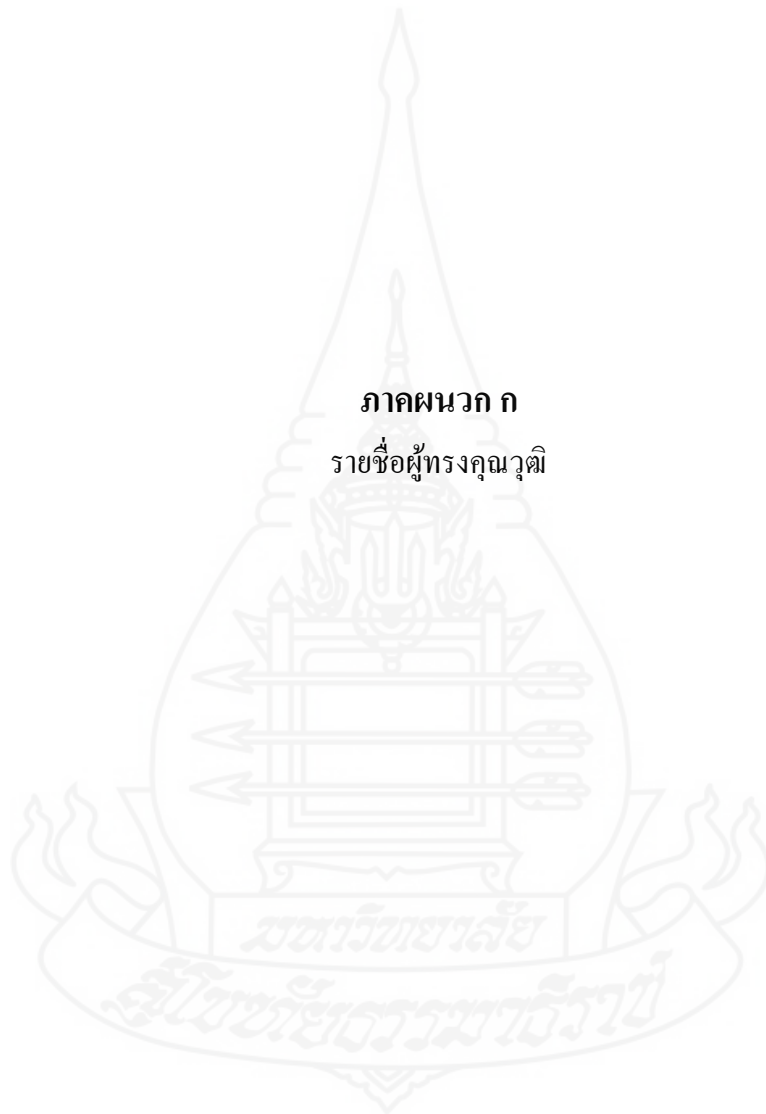 ภาคผนวก ก
รายชื่อผู้ทรงคุณวุฒิ
มหาวิทยาลัย
สุโขทัยธรรมาธิราช